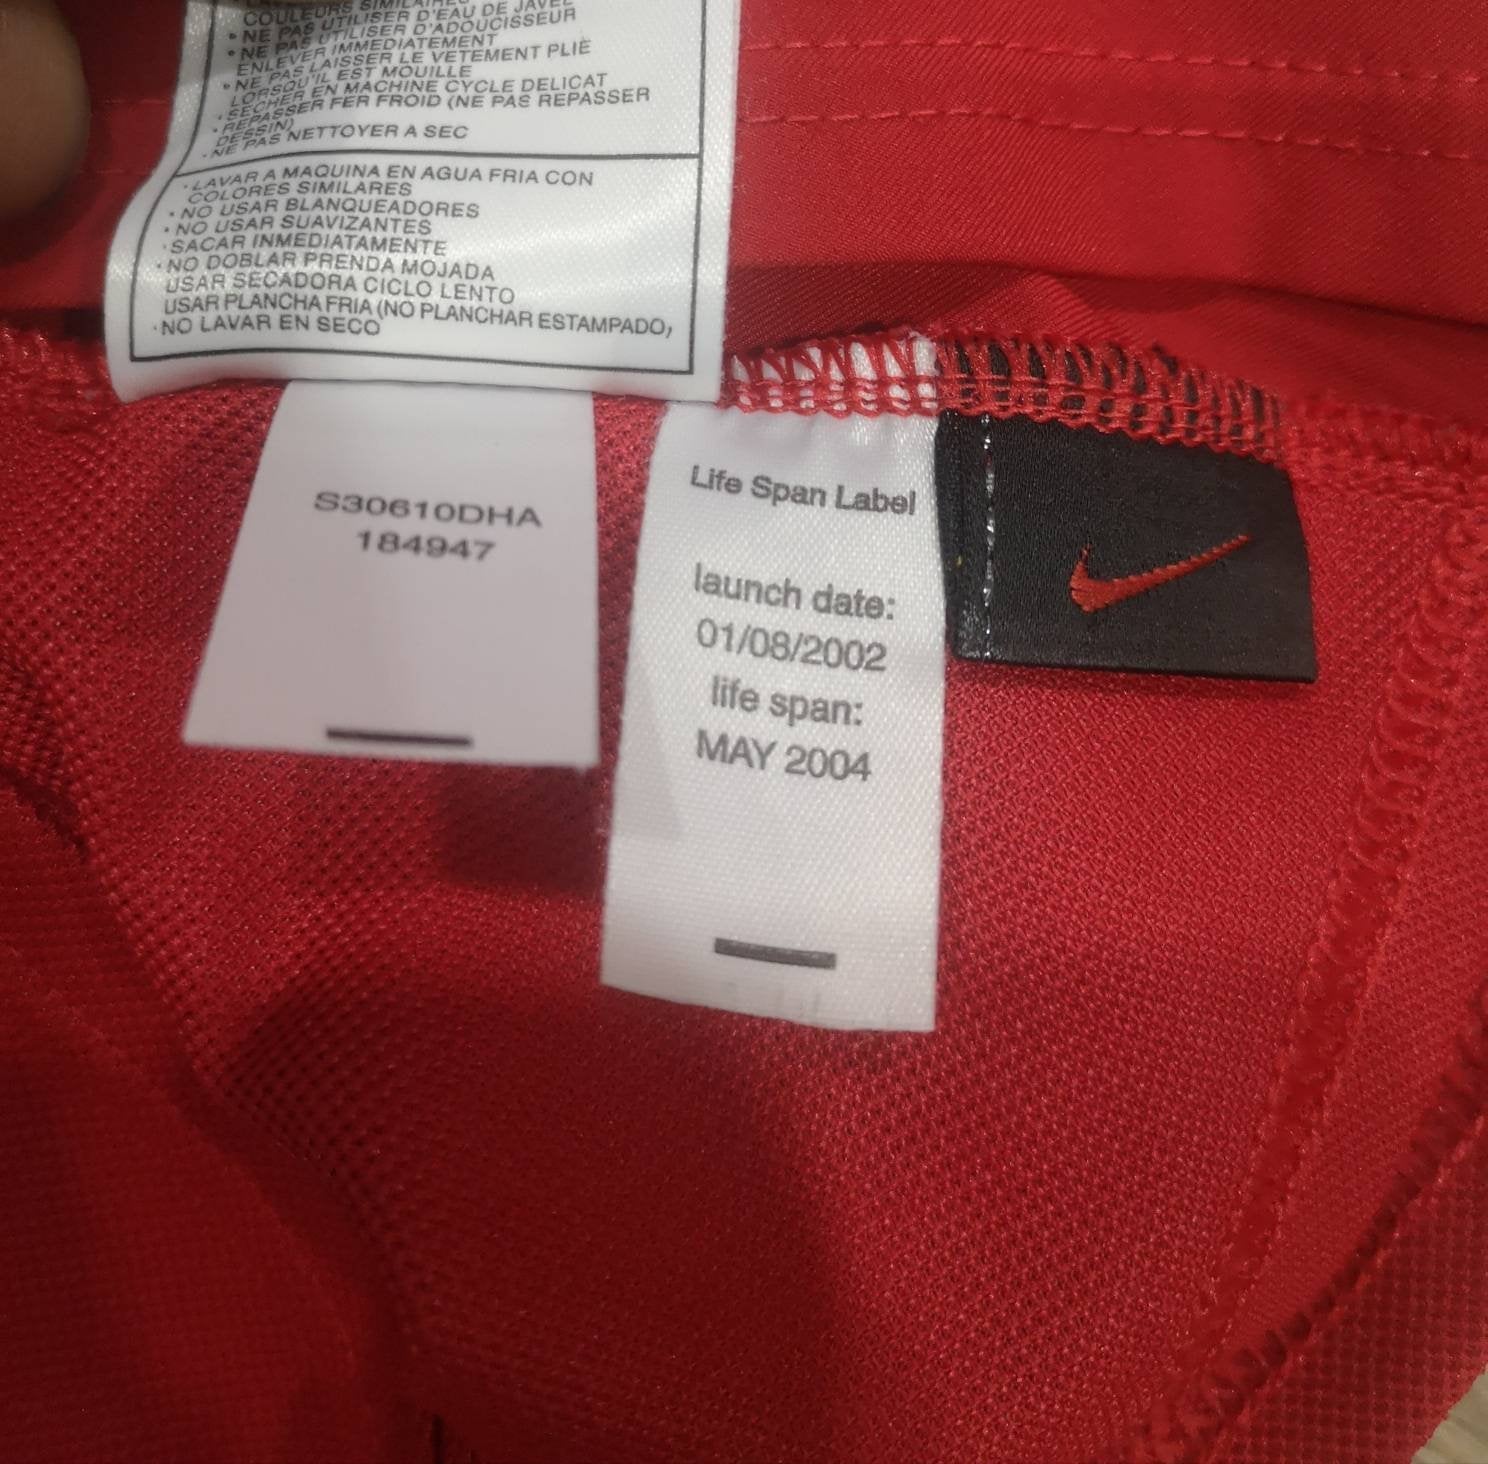 COULEURS SIMILAIRES
• NE PAS UTILISER D'EAU DE JAVEL
• NE PAS UTILISER D'ADOUCISSEUR
ENLEVER IMMEDIATEMENT
• NE PAS LAISSER LE VETEMENT PLIÈ
LORSQU'IL EST MOUILLE
• SECHER EN MACHINE CYCLE DELICAT
• REPASSER FER FROID (NE PAS REPASSER
DESSIN)
• NE PAS NETTOYER A SEC
• LAVAR A MAQUINA EN AGUA FRIA CON
COLORES SIMILARES
• NO USAR BLANQUEADORES
• NO USAR SUAVIZANTES
• SACAR INMEDIATAMENTE
• NO DOBLAR PRENDA MOJADA
USAR SECADORA CICLO LENTO
USAR PLANCHA FRIA (NO PLANCHAR ESTAMPADO)
• NO LAVAR EN SECO
S30610DHA
184947
Life Span Label
launch date:
01/08/2002
life span:
MAY 2004